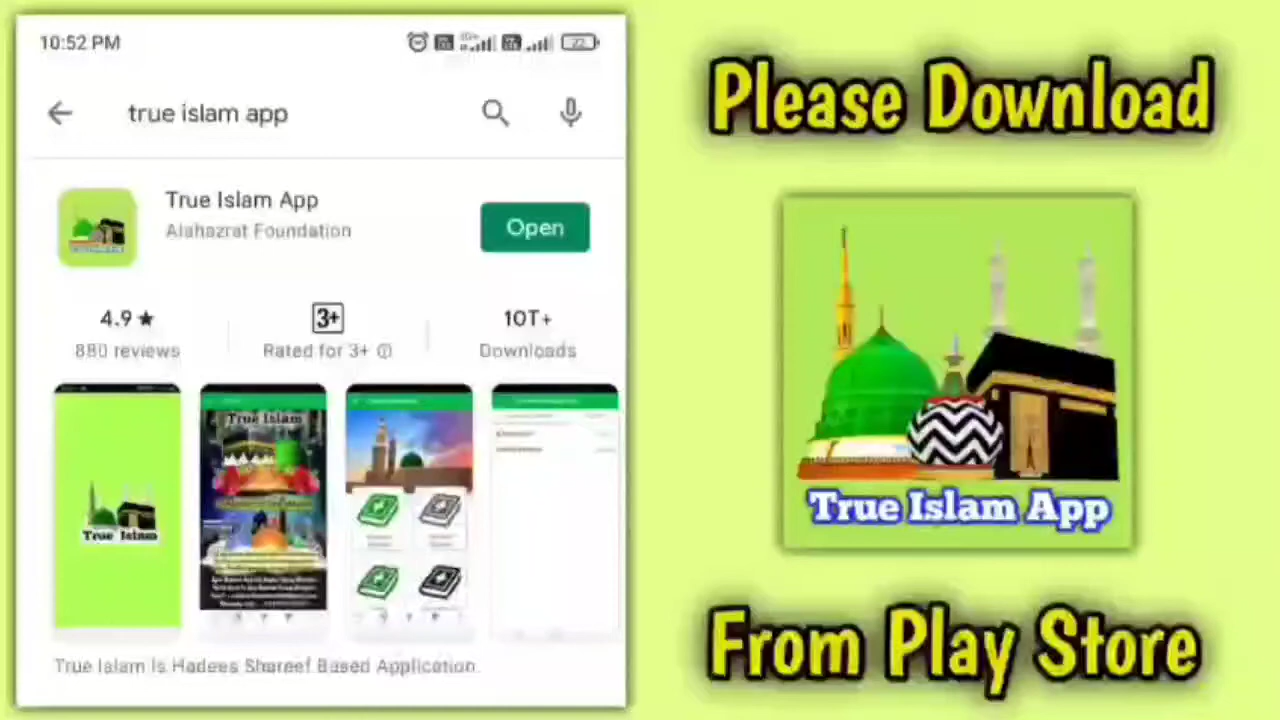 10:52 PM
22
true islam app
True Islam App
Alahazrat Foundation
Open
4.9 ★
880 reviews
3+
Rated for 3+
10T+
Downloads
True Islam
True Islam
True Islam Is Hadees Shareef Based Application.
Please Download
True Islam App
From Play Store